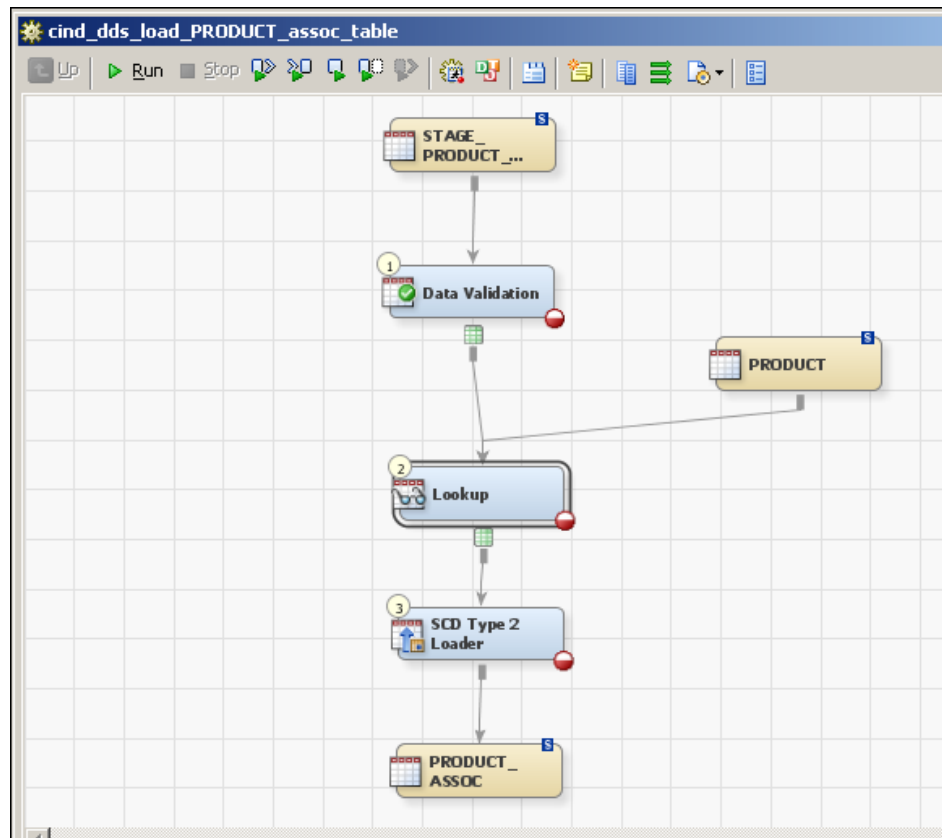 cind_dds_load_PRODUCT_assoc_table
Up Run Stop
S
STAGE_
PRODUCT_...
1
Data Validation
S
PRODUCT
2
Lookup
3
SCD Type 2
Loader
S
PRODUCT_
ASSOC